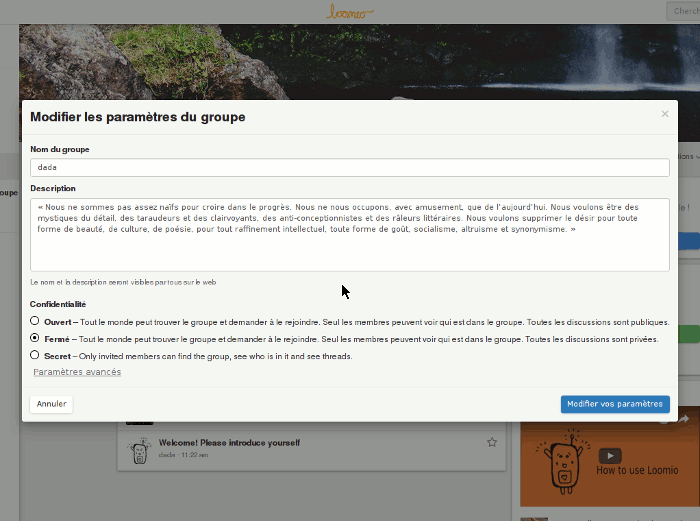 loomio
Cherch
Modifier les paramètres du groupe
×
Nom du groupe
dada
Description
« Nous ne sommes pas assez naïfs pour croire dans le progrès. Nous ne nous occupons, avec amusement, que de l'aujourd'hui. Nous voulons être des
mystiques du détail, des taraudeurs et des clairvoyants, des anti-conceptionnistes et des râleurs littéraires. Nous voulons supprimer le désir pour toute
forme de beauté, de culture, de poésie, pour tout raffinement intellectuel, toute forme de goût, socialisme, altruisme et synonymisme. »
Le nom et la description seront visibles par tous sur le web
Confidentialité
Ouvert – Tout le monde peut trouver le groupe et demander à le rejoindre. Seul les membres peuvent voir qui est dans le groupe. Toutes les discussions sont publiques.
Fermé – Tout le monde peut trouver le groupe et demander à le rejoindre. Seul les membres peuvent voir qui est dans le groupe. Toutes les discussions sont privées.
Secret – Only invited members can find the group, see who is in it and see threads.
Paramètres avancés
Annuler
Modifier vos paramètres
oupe
ions
le !
Welcome! Please introduce yourself
dada · 11:22 am
How to use Loomio